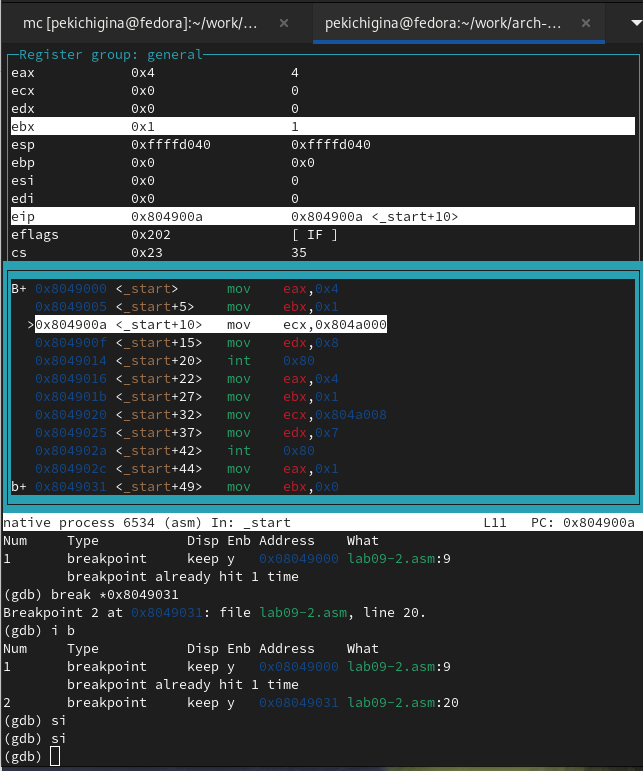 mc [pekichigina@fedora]:~/work/... × pekichigina@fedora:~/work/arch-... ×
Register group: general
eax 0x4 4
ecx 0x0 0
edx 0x0 0
ebx 0x1 1
esp 0xffffd040 0xffffd040
ebp 0x0 0x0
esi 0x0 0
edi 0x0 0
eip 0x804900a 0x804900a <_start+10>
eflags 0x202 [ IF ]
cs 0x23 35
B+ 0x8049000 <_start> mov eax,0x4
0x8049005 <_start+5> mov ebx,0x1
>0x804900a <_start+10> mov ecx,0x804a000
0x804900f <_start+15> mov edx,0x8
0x8049014 <_start+20> int 0x80
0x8049016 <_start+22> mov eax,0x4
0x804901b <_start+27> mov ebx,0x1
0x8049020 <_start+32> mov ecx,0x804a008
0x8049025 <_start+37> mov edx,0x7
0x804902a <_start+42> int 0x80
0x804902c <_start+44> mov eax,0x1
b+ 0x8049031 <_start+49> mov ebx,0x0
native process 6534 (asm) In: _start L11 PC: 0x804900a
Num Type Disp Enb Address What
1 breakpoint keep y 0x08049000 lab09-2.asm:9
breakpoint already hit 1 time
(gdb) break *0x8049031
Breakpoint 2 at 0x8049031: file lab09-2.asm, line 20.
(gdb) i b
Num Type Disp Enb Address What
1 breakpoint keep y 0x08049000 lab09-2.asm:9
breakpoint already hit 1 time
2 breakpoint keep y 0x08049031 lab09-2.asm:20
(gdb) si
(gdb) si
(gdb)